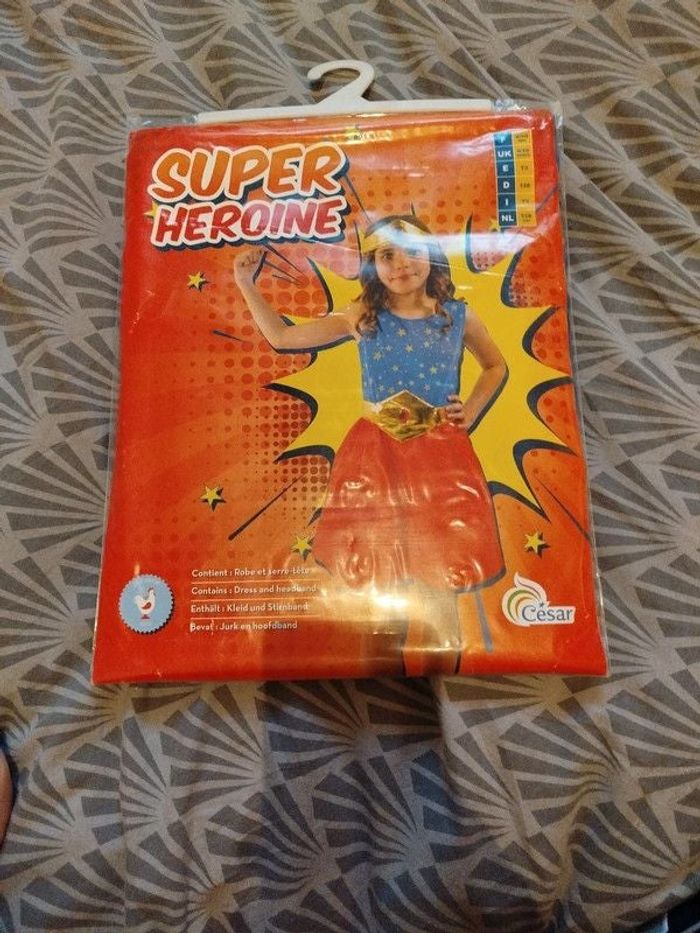 SUPER
HEROINE
UK
E
D
I
NL
Contient : Robe et serre-tête
Contains : Dress and headband
Enthält : Kleid und Stirnband
Bevat : Jurk en hoofdband
César